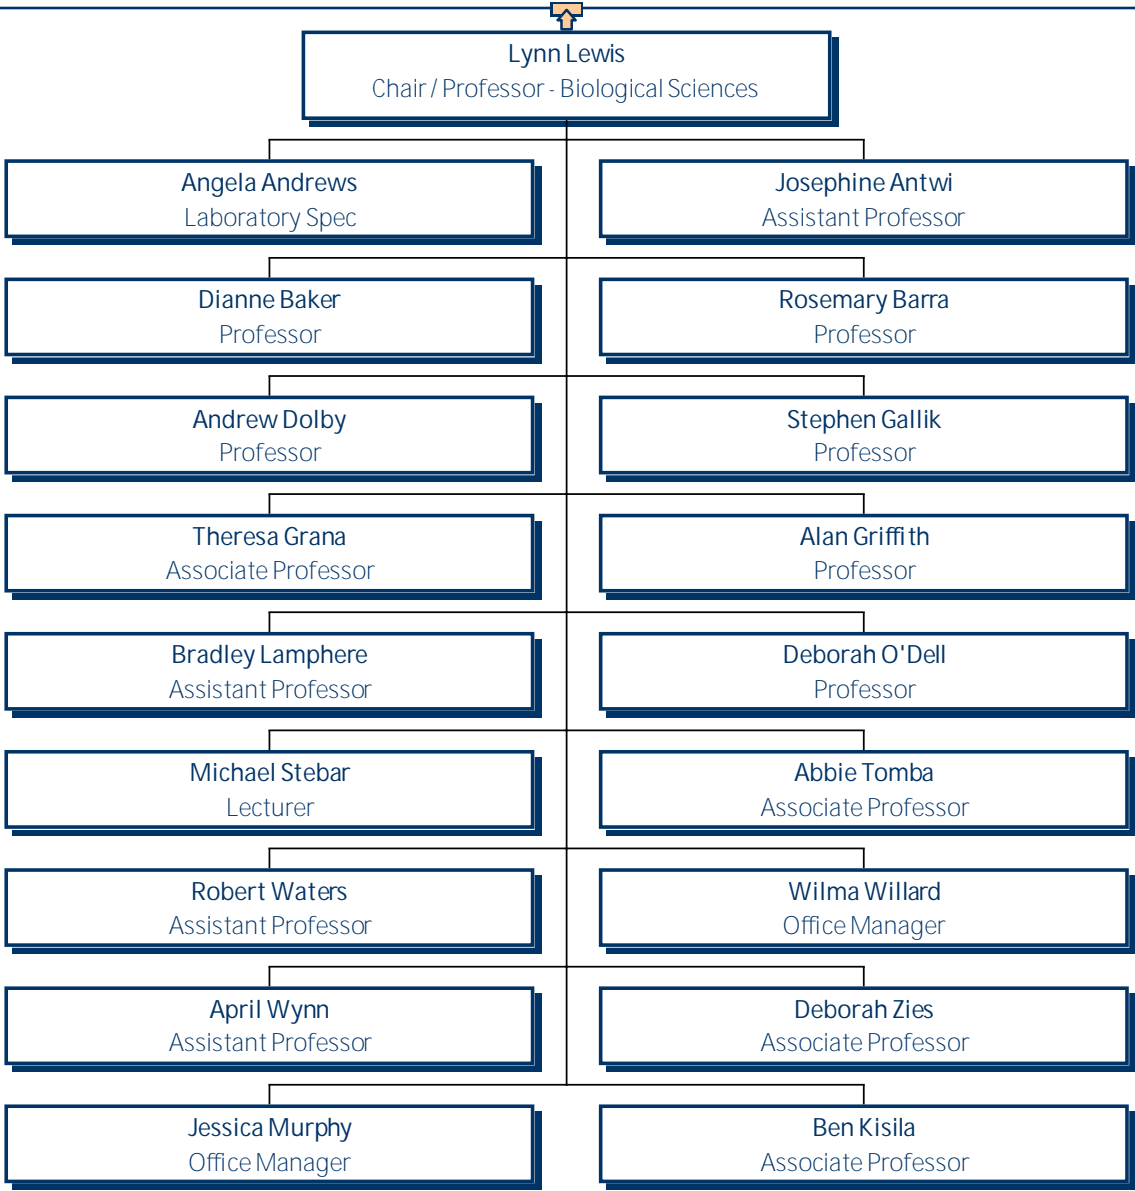 Lynn Lewis
Chair / Professor - Biological Sciences
Angela Andrews
Laboratory Spec
Josephine Antwi
Assistant Professor
Dianne Baker
Professor
Rosemary Barra
Professor
Andrew Dolby
Professor
Stephen Gallik
Professor
Theresa Grana
Associate Professor
Alan Griffith
Professor
Bradley Lamphere
Assistant Professor
Deborah O'Dell
Professor
Michael Stebar
Lecturer
Abbie Tomba
Associate Professor
Robert Waters
Assistant Professor
Wilma Willard
Office Manager
April Wynn
Assistant Professor
Deborah Zies
Associate Professor
Jessica Murphy
Office Manager
Ben Kisila
Associate Professor